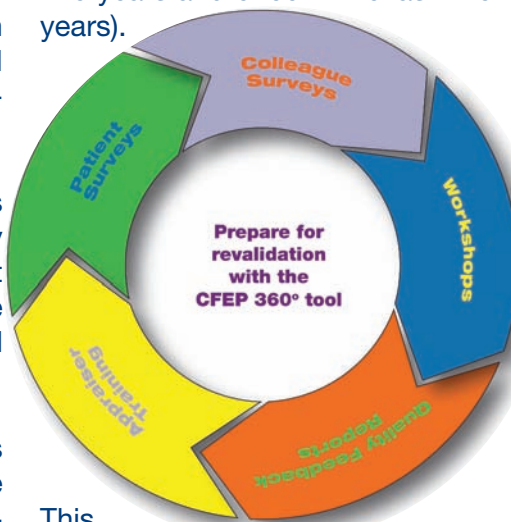 years).
Colleague
Surveys
Workshops
Quality Feedback
Reports
Appraiser
Training
Patient
Surveys
Prepare for
revalidation
with the
CFEP 360° tool
This